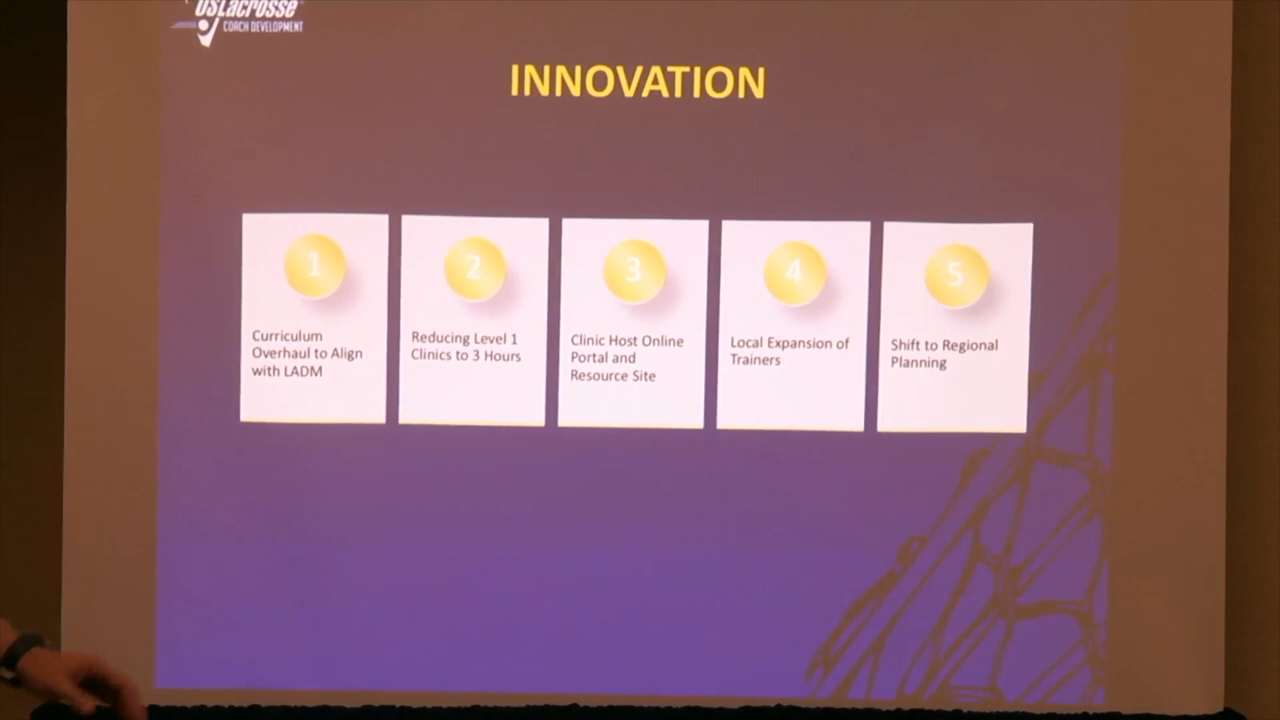 USLacrosse
COACH DEVELOPMENT
INNOVATION
1
Curriculum
Overhaul to Align
with LADM
2
Reducing Level 1
Clinics to 3 Hours
3
Clinic Host Online
Portal and
Resource Site
4
Local Expansion of
Trainers
5
Shift to Regional
Planning